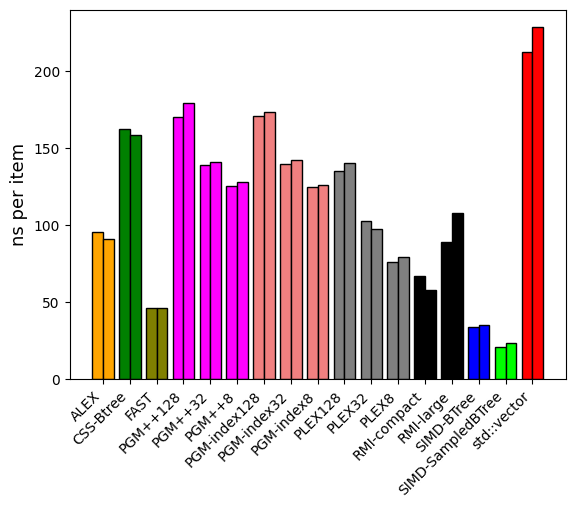 ns per item
200
150
100
50
0
ALEX
CSS-Btree
FAST
PGM++128
PGM++32
PGM++8
PGM-index128
PGM-index32
PGM-index8
PLEX128
PLEX32
PLEX8
RMI-compact
RMI-large
SIMD-BTree
SIMD-SampledBTree
std::vector